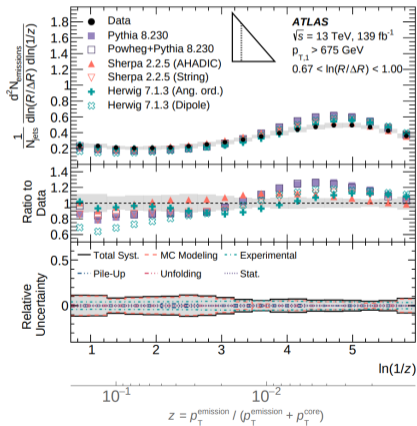 d²N_emissions / dln(R/ΔR) dln(1/z)
1 / N_jets
1.8
1.6
1.4
1.2
1
0.8
0.6
0.4
0.2
Data
Pythia 8.230
Powheg+Pythia 8.230
Sherpa 2.2.5 (AHADIC)
Sherpa 2.2.5 (String)
Herwig 7.1.3 (Ang. ord.)
Herwig 7.1.3 (Dipole)
ATLAS
√s = 13 TeV, 139 fb⁻¹
p_T,1 > 675 GeV
0.67 < ln(R/ΔR) < 1.00
Ratio to
Data
1.4
1.2
1.0
0.8
0.6
Relative
Uncertainty
0.5
0
Total Syst.
MC Modeling
Experimental
Pile-Up
Unfolding
Stat.
1 2 3 4 5
ln(1/z)
10⁻¹ 10⁻²
z = p_T^emission / (p_T^emission + p_T^core)